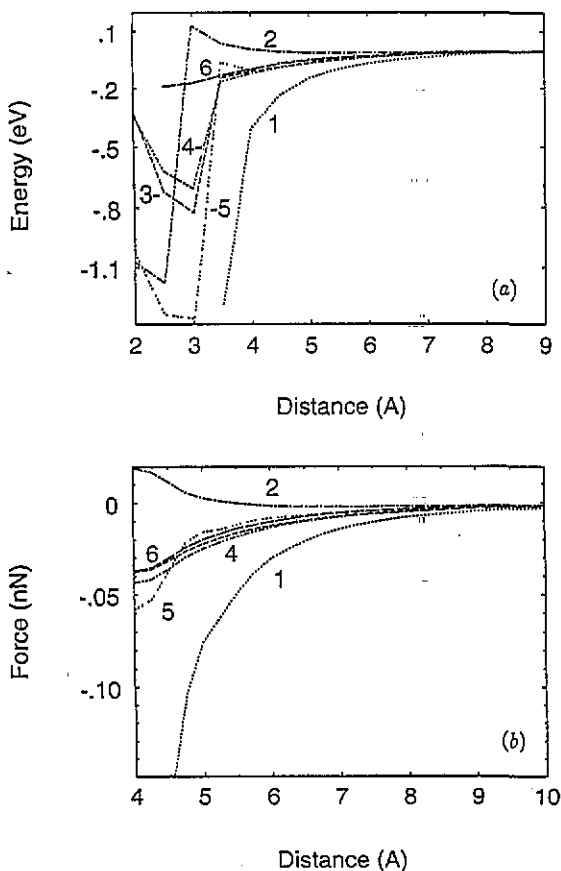 .1
-.2
-.5
-.8
-1.1
Energy (eV)
2
6
1
4-
3-
-5
(a)
2 3 4 5 6 7 8 9
Distance (A)
0
-.05
-.10
Force (nN)
2
6
4
1
5
(b)
4 5 6 7 8 9 10
Distance (A)